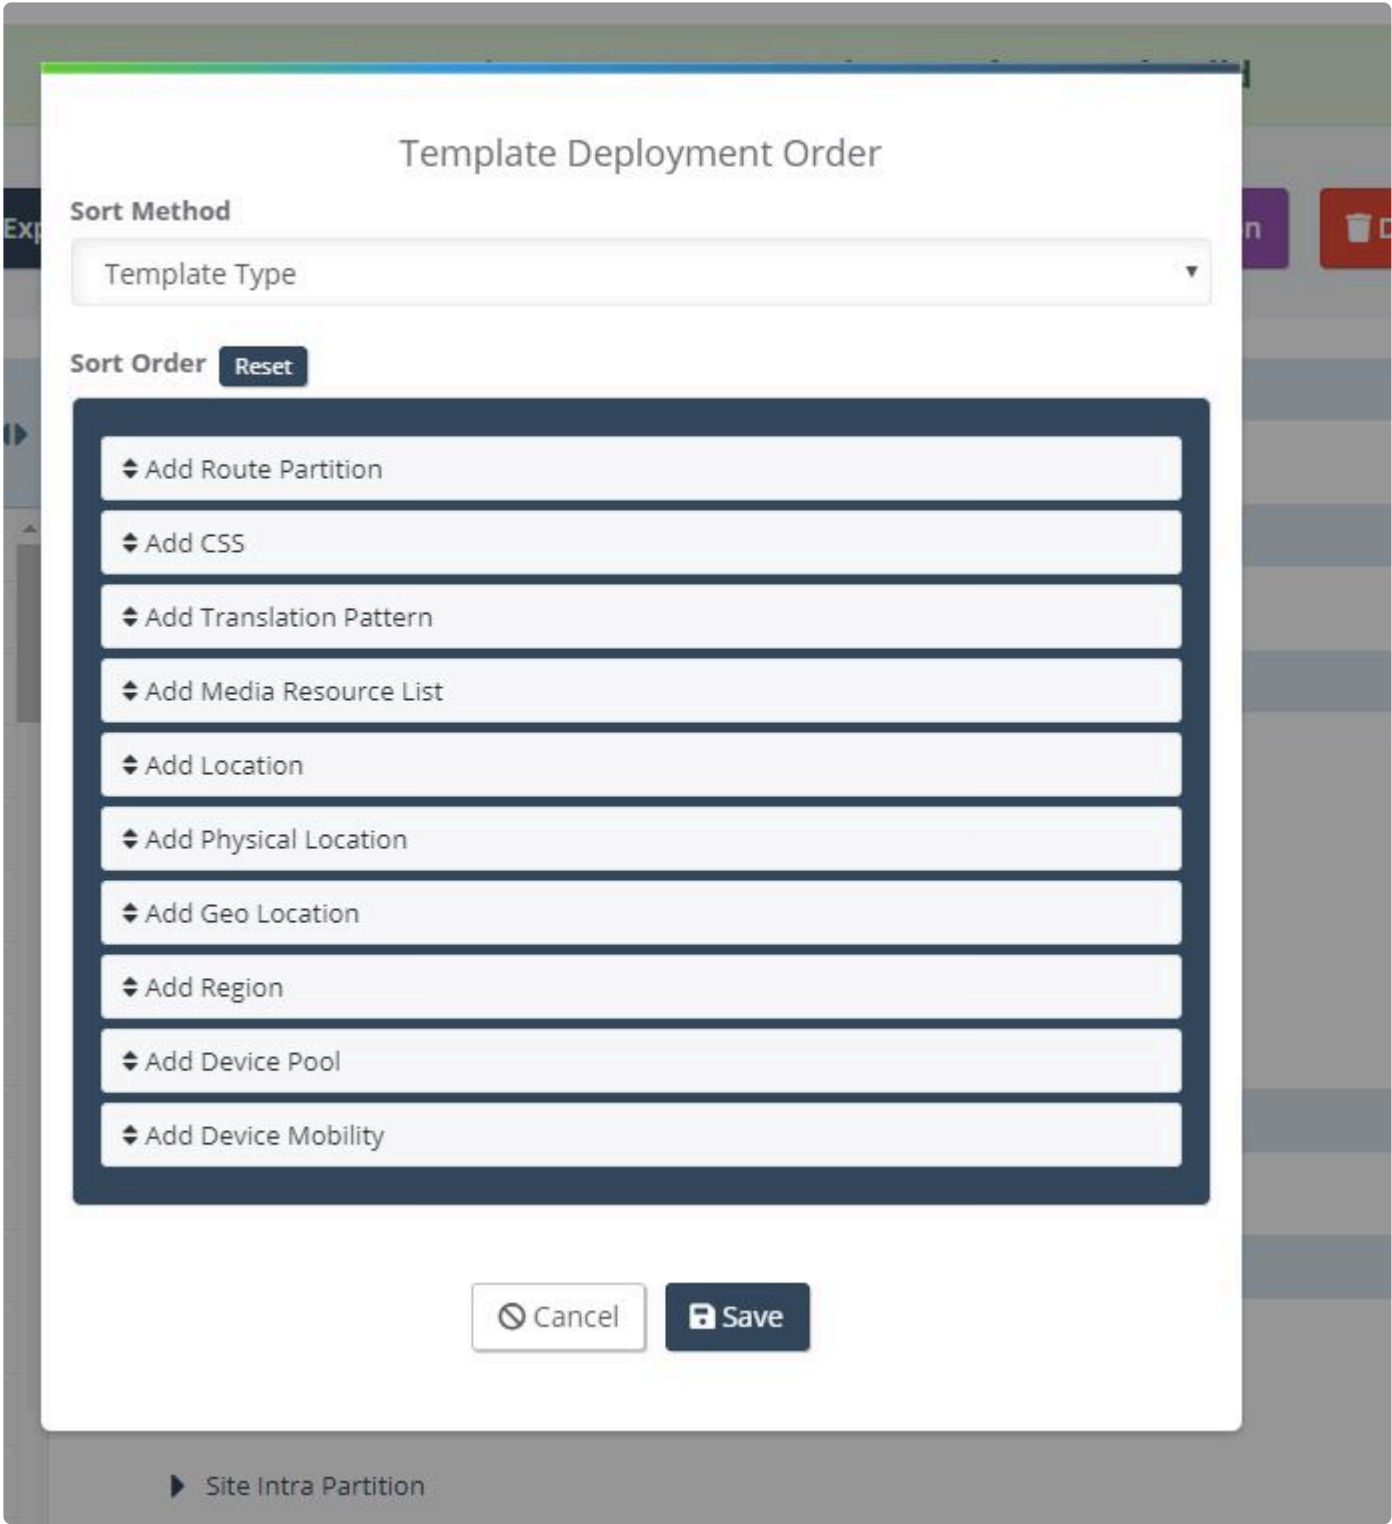 Template Deployment Order
Sort Method
Exp
n
D
Template Type
Sort Order Reset
Add Route Partition
Add CSS
Add Translation Pattern
Add Media Resource List
Add Location
Add Physical Location
Add Geo Location
Add Region
Add Device Pool
Add Device Mobility
Cancel Save
Site Intra Partition